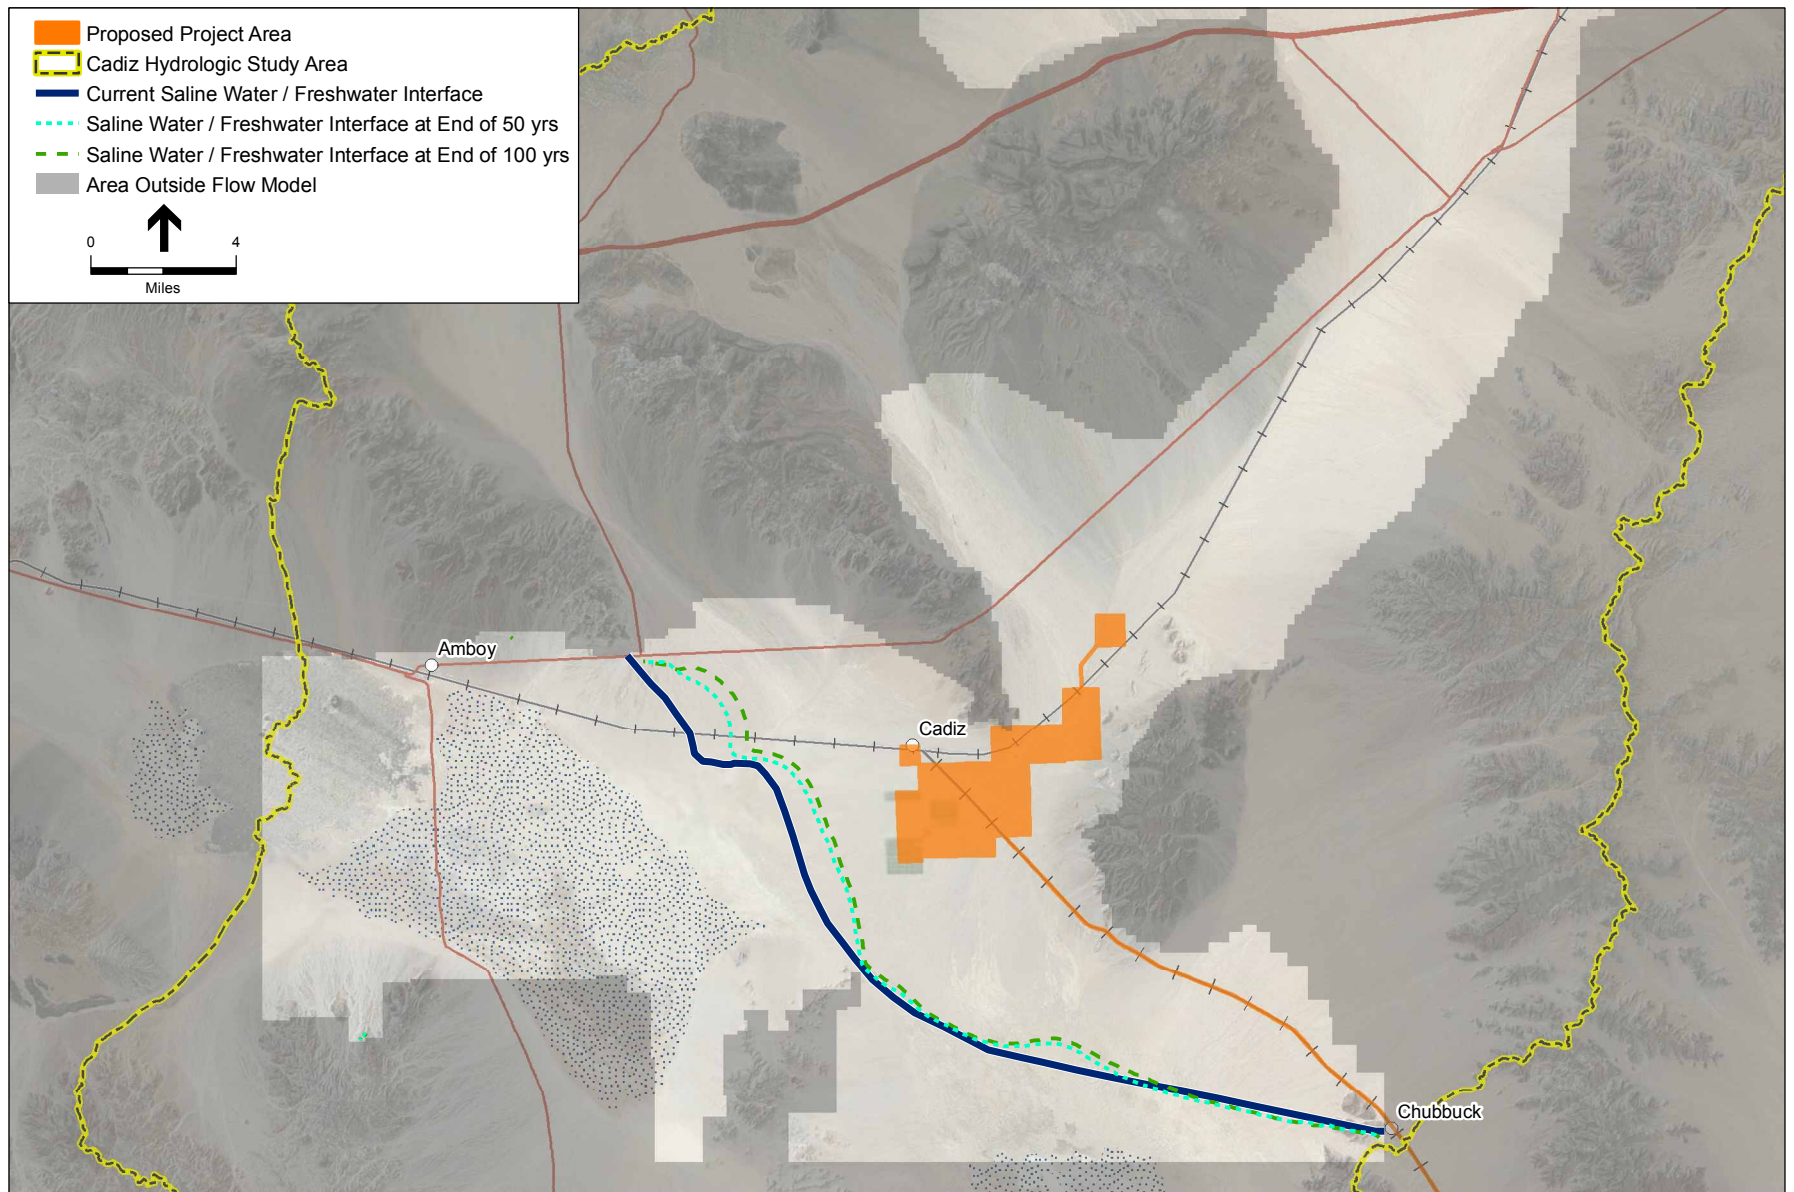 Proposed Project Area
Cadiz Hydrologic Study Area
Current Saline Water / Freshwater Interface
Saline Water / Freshwater Interface at End of 50 yrs
Saline Water / Freshwater Interface at End of 100 yrs
Area Outside Flow Model
0 4
Miles
Amboy
Cadiz
Chubbuck